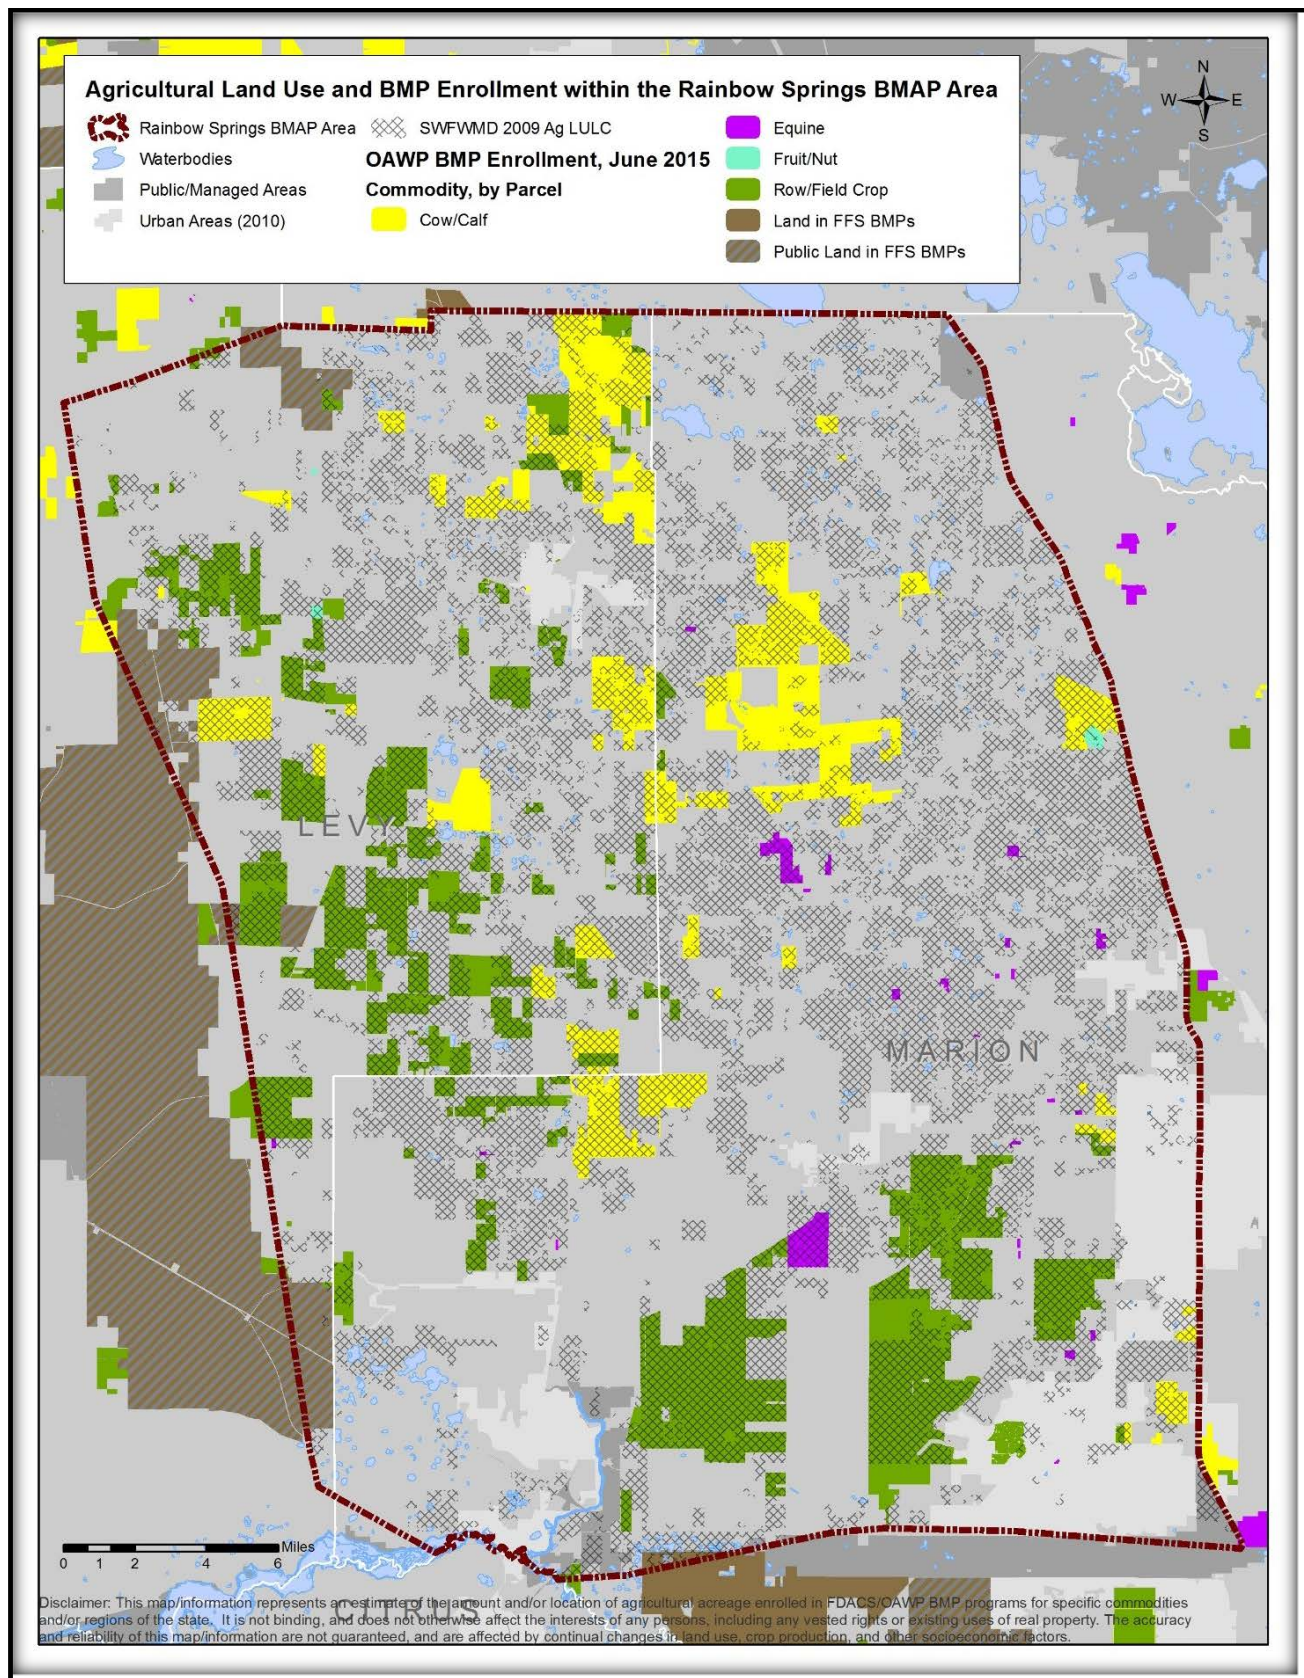 Agricultural Land Use and BMP Enrollment within the Rainbow Springs BMAP Area
Rainbow Springs BMAP Area
Waterbodies
Public/Managed Areas
Urban Areas (2010)
SWFWMD 2009 Ag LULC
OAWP BMP Enrollment, June 2015
Commodity, by Parcel
Cow/Calf
Equine
Fruit/Nut
Row/Field Crop
Land in FFS BMPs
Public Land in FFS BMPs
N
W E
S
LEVY
MARION
A
Miles
0 1 2 4 6
CITRUS
Disclaimer: This map/information represents an estimate of the amount and/or location of agricultural acreage enrolled in FDACS/OAWP BMP programs for specific commodities
and/or regions of the state. It is not binding, and does not otherwise affect the interests of any persons, including any vested rights or existing uses of real property. The accuracy
and reliability of this map/information are not guaranteed, and are affected by continual changes in land use, crop production, and other socioeconomic factors.